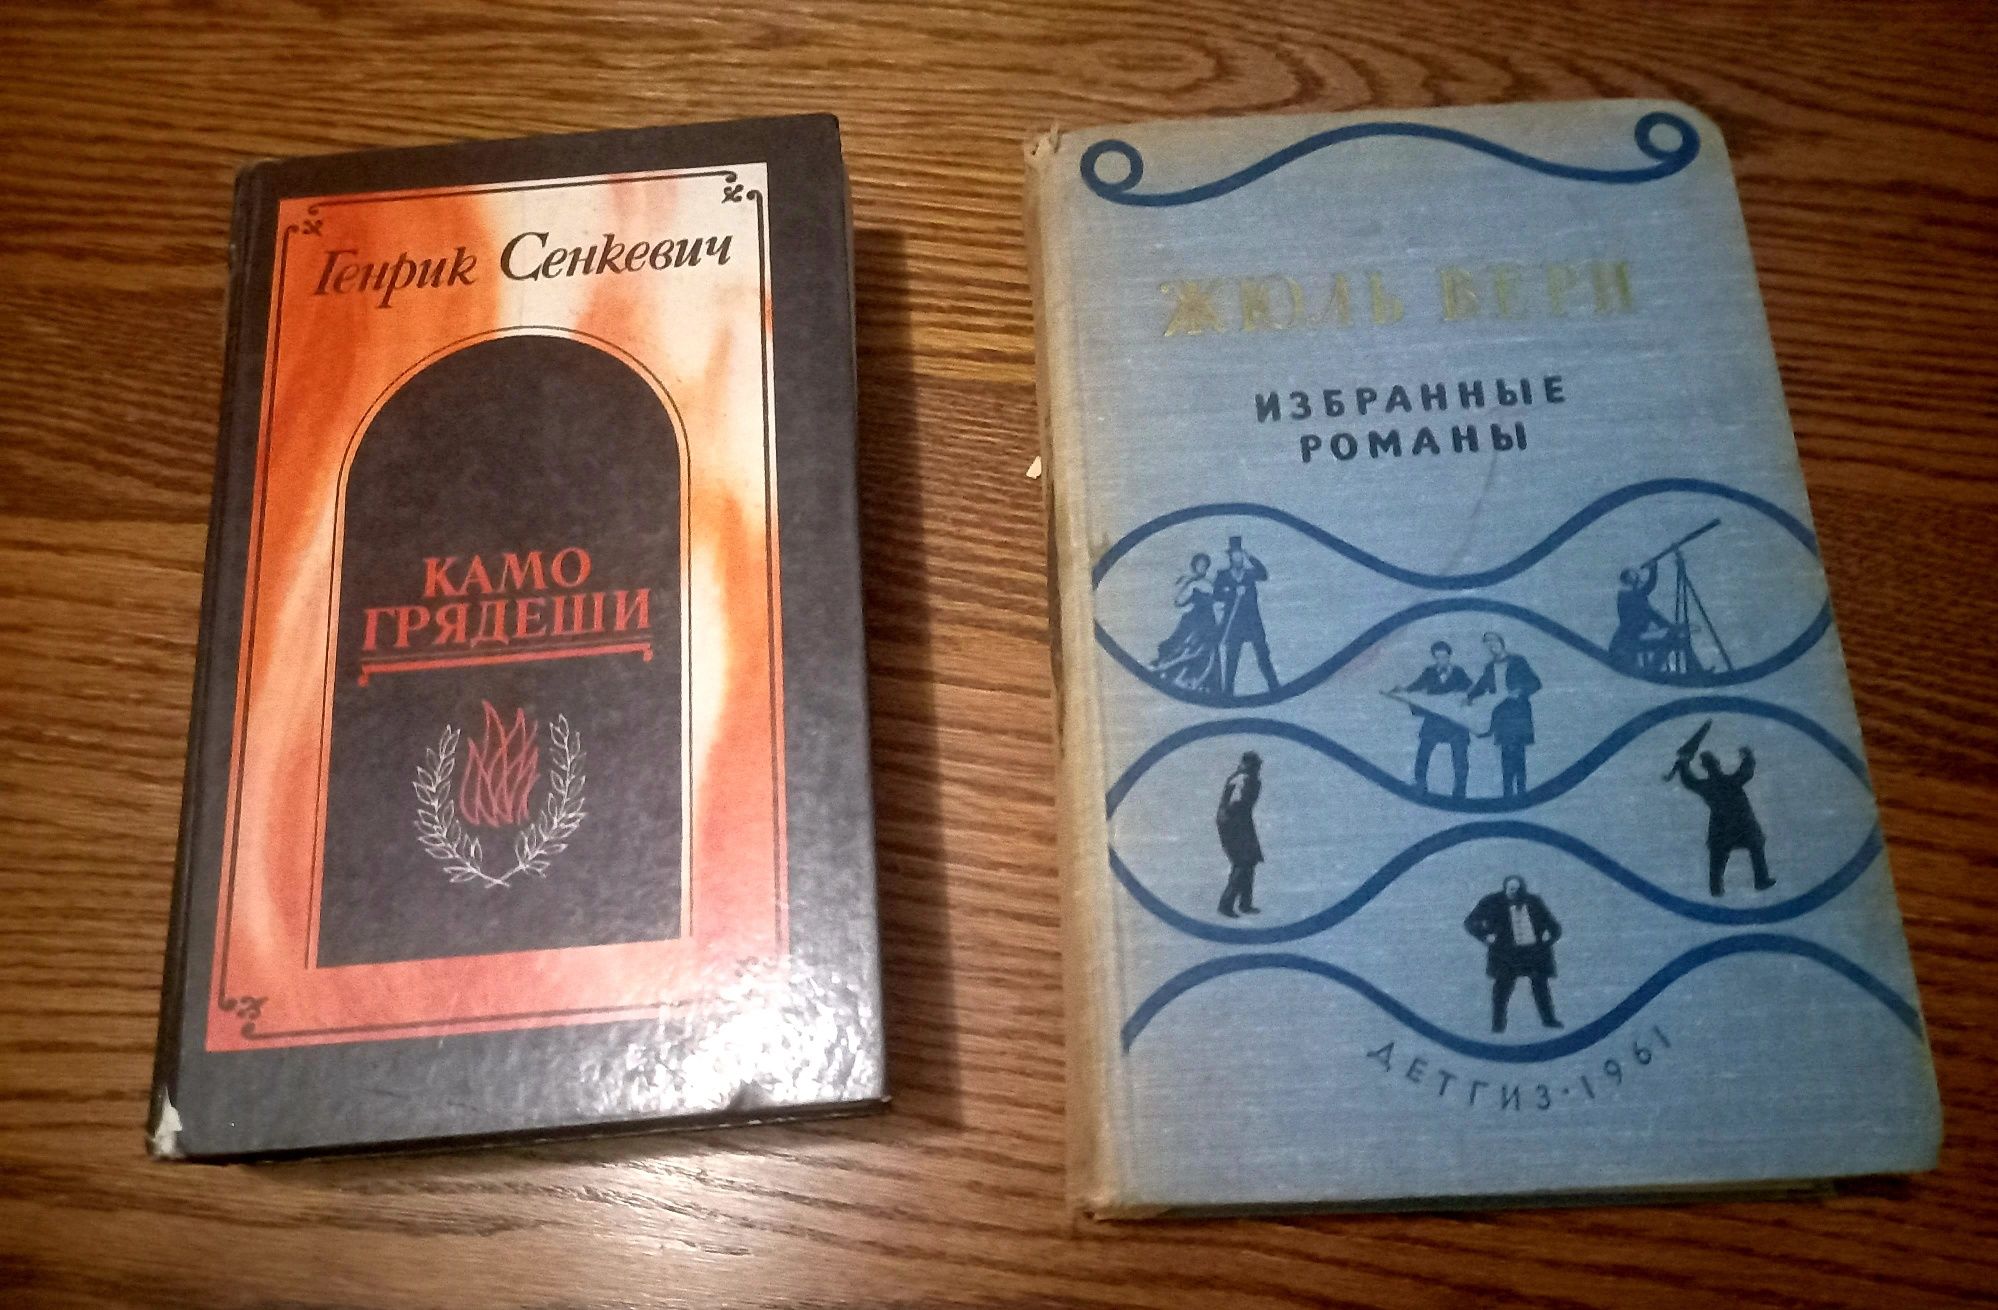 Генрик Сенкевич
КАМО
ГРЯДЕШИ
ЖЮЛЬ ВЕРН
ИЗБРАННЫЕ
РОМАНЫ
ДЕТГИЗ·1961